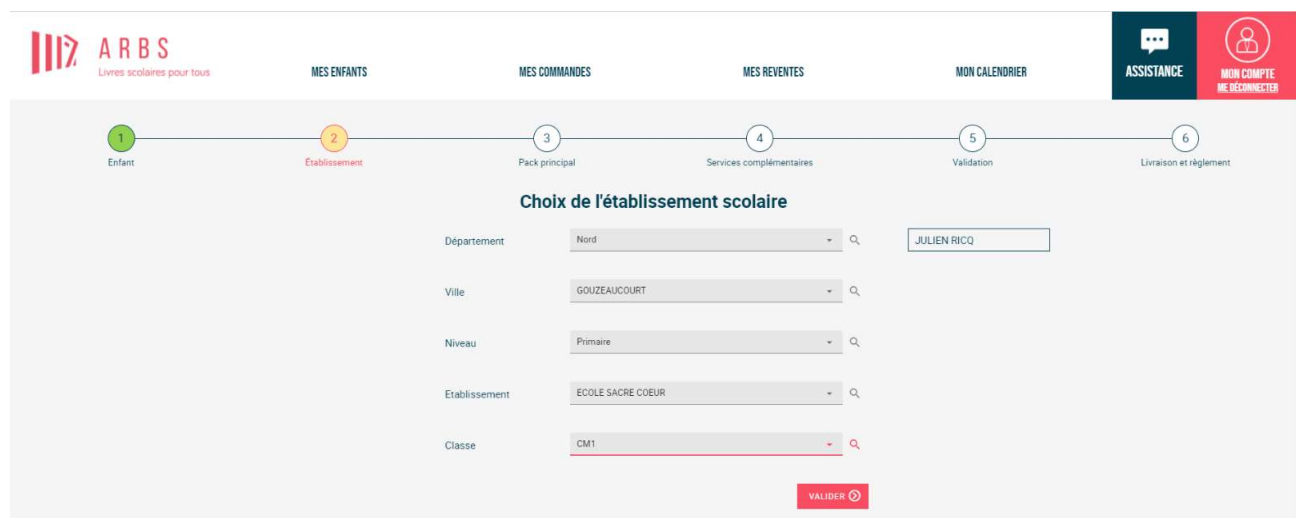 ARBS
Livres scolaires pour tous
MES ENFANTS
MES COMMANDES
MES REVENTES
MON CALENDRIER
ASSISTANCE
MON COMPTE
ME DÉCONNECTER
1
Enfant
2
Établissement
3
Pack principal
4
Services complémentaires
5
Validation
6
Livraison et règlement
Choix de l'établissement scolaire
Département
Nord
JULIEN RICQ
Ville
GOUZEAUCOURT
Niveau
Primaire
Etablissement
ECOLE SACRE COEUR
Classe
CM1
VALIDER